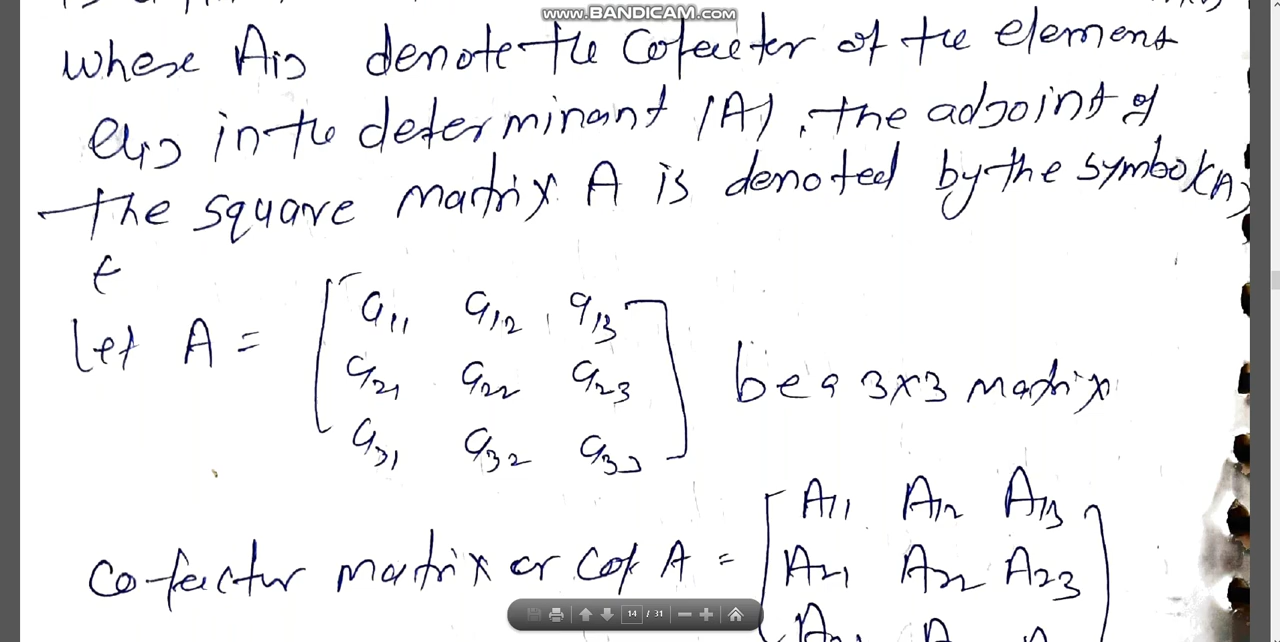 www.BANDICAM.com
where Aij denote the Cofactor of the element
aij in the determinant |A|, the adjoint of
the square matrix A is denoted by the symbol (A)
Let A = [ a11 a12 a13
a21 a22 a23 be a 3x3 matrix
a31 a32 a33 ]
A11 A12 A13
Co-factor matrix or Cof A = A21 A22 A23
14 / 31